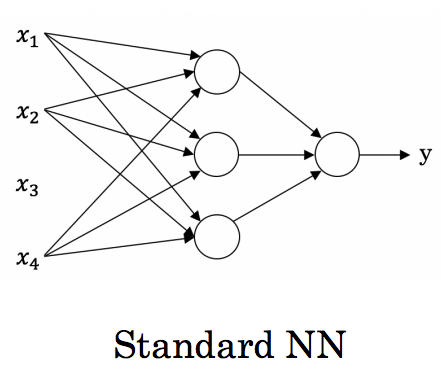 x₁
x₂
x₃
x₄
y
Standard NN